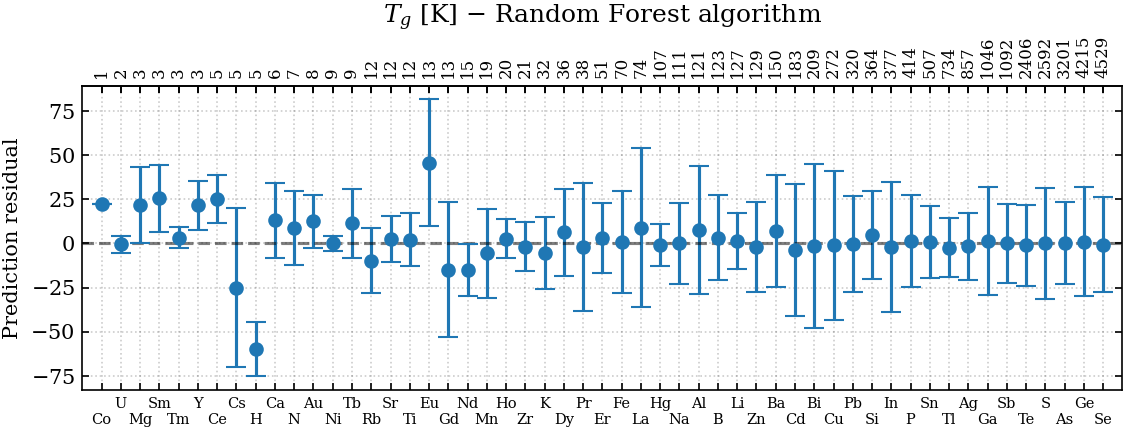 T_g [K] − Random Forest algorithm
1 2 3 3 3 3 5 5 5 6 7 8 9 9 12 12 12 13 13 15 19 20 21 32 36 38 51 70 74 107 111 121 123 127 129 150 183 209 272 320 364 377 414 507 734 857 1046 1092 2406 2592 3201 4215 4529
Prediction residual
75
50
25
0
−25
−50
−75
U Sm Y Cs Ca Au Tb Sr Eu Nd Ho K Pr Fe Hg Al Li Ba Bi Pb In Sn Ag Sb S Ge
Co Mg Tm Ce H N Ni Rb Ti Gd Mn Zr Dy Er La Na B Zn Cd Cu Si P Tl Ga Te As Se